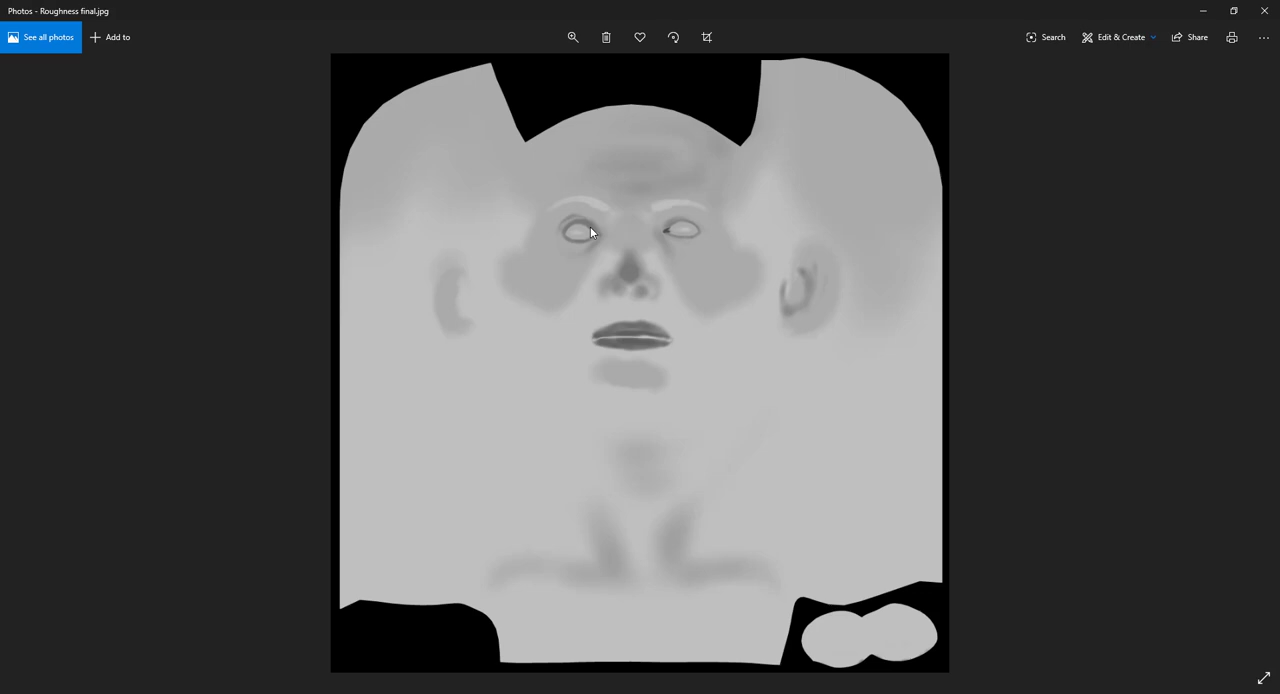 Photos - Roughness final.jpg
See all photos
Add to
Search
Edit & Create
Share